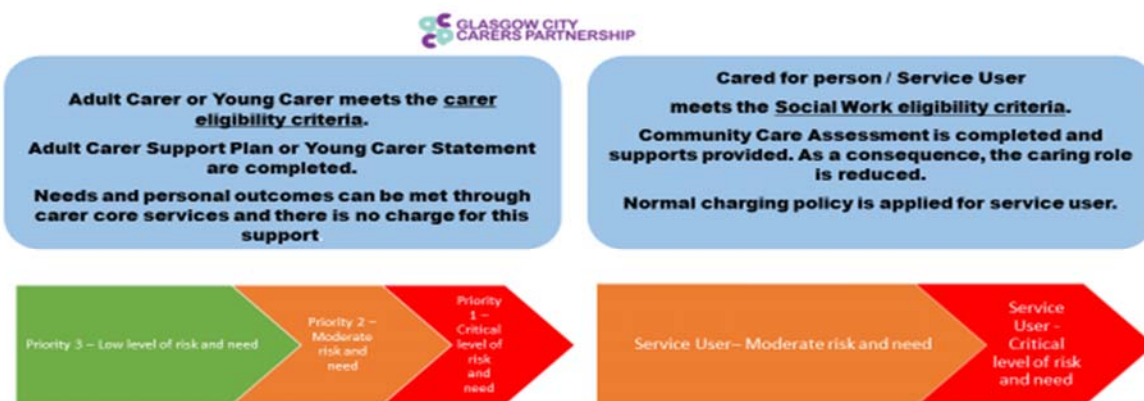 GLASGOW CITY
CARERS PARTNERSHIP
Adult Carer or Young Carer meets the carer
eligibility criteria.
Adult Carer Support Plan or Young Carer Statement
are completed.
Needs and personal outcomes can be met through
carer core services and there is no charge for this
support
Cared for person / Service User
meets the Social Work eligibility criteria.
Community Care Assessment is completed and
supports provided. As a consequence, the caring role
is reduced.
Normal charging policy is applied for service user.
Priority 3 – Low level of risk and need
Priority 2 –
Moderate
risk and
need
Priority
1 –
Critical
level of
risk
and
need
Service User– Moderate risk and need
Service
User -
Critical
level of risk
and need